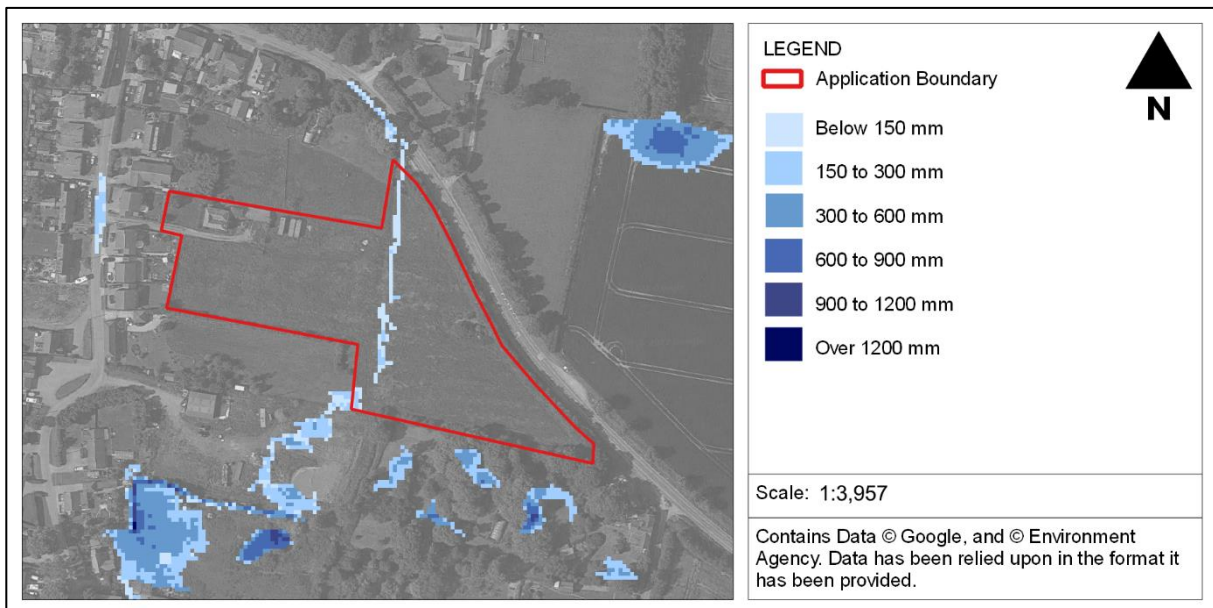 LEGEND
Application Boundary
N
Below 150 mm
150 to 300 mm
300 to 600 mm
600 to 900 mm
900 to 1200 mm
Over 1200 mm
Scale: 1:3,957
Contains Data © Google, and © Environment
Agency. Data has been relied upon in the format it
has been provided.